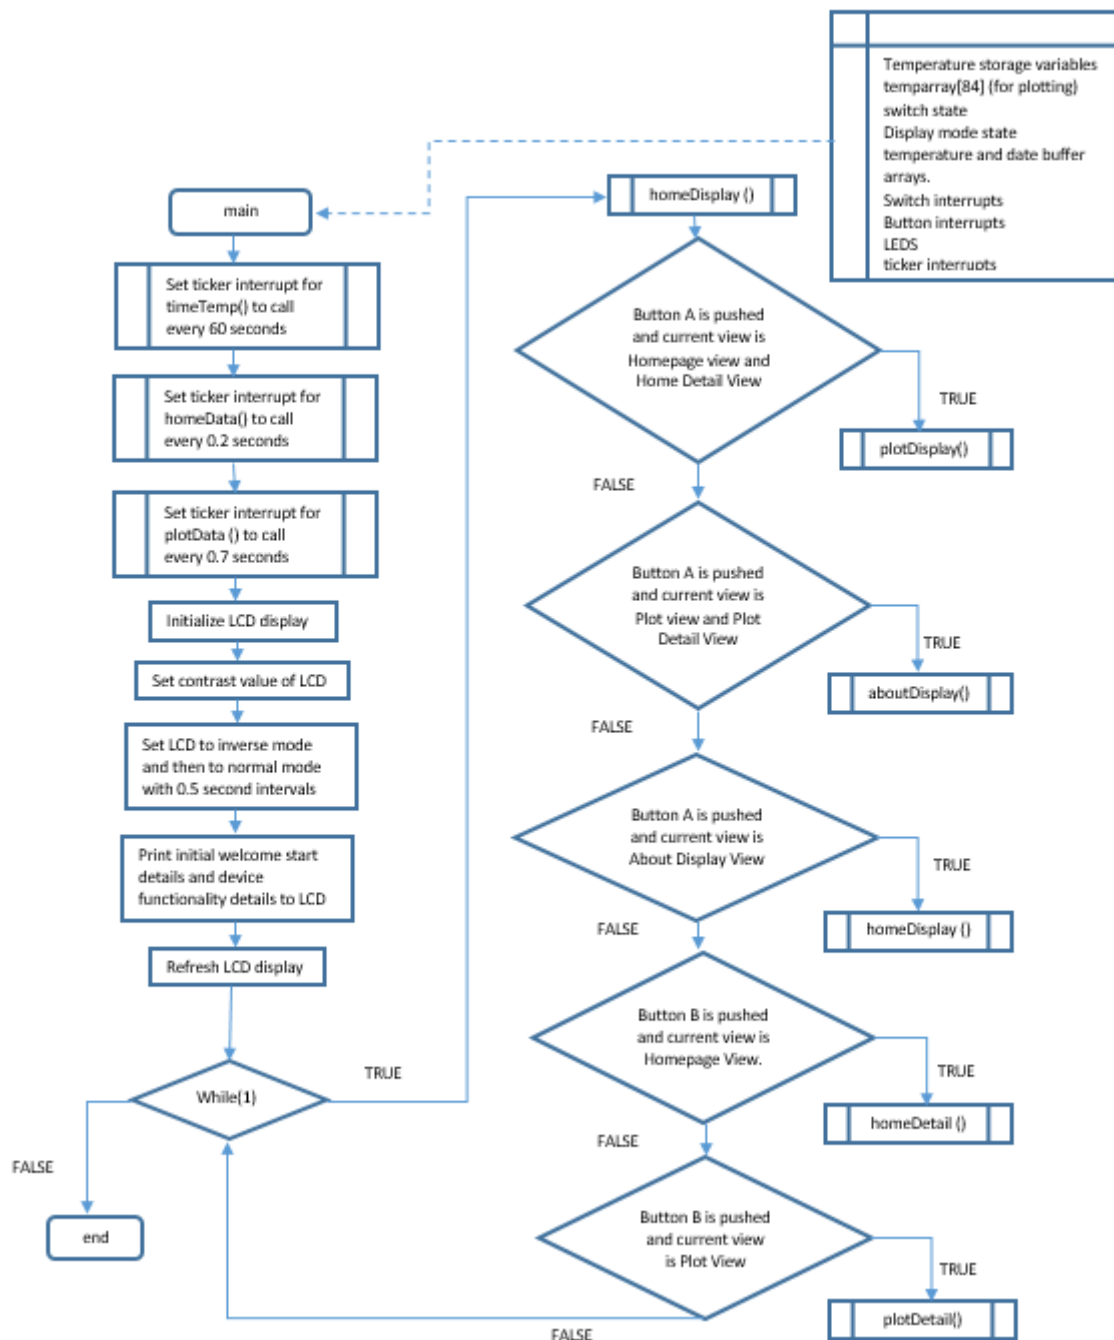 Temperature storage variables
temparray[84] (for plotting)
switch state
Display mode state
temperature and date buffer
arrays.
Switch interrupts
Button interrupts
LEDS
ticker interrupts
main
Set ticker interrupt for
timeTemp() to call
every 60 seconds
Set ticker interrupt for
homeData() to call
every 0.2 seconds
Set ticker interrupt for
plotData () to call
every 0.7 seconds
Initialize LCD display
Set contrast value of LCD
Set LCD to inverse mode
and then to normal mode
with 0.5 second intervals
Print initial welcome start
details and device
functionality details to LCD
Refresh LCD display
While(1)
TRUE
FALSE
end
homeDisplay ()
Button A is pushed
and current view is
Homepage view and
Home Detail View
TRUE
plotDisplay()
FALSE
Button A is pushed
and current view is
Plot view and Plot
Detail View
TRUE
aboutDisplay()
FALSE
Button A is pushed
and current view is
About Display View
TRUE
homeDisplay ()
FALSE
Button B is pushed
and current view is
Homepage View.
TRUE
homeDetail ()
FALSE
Button B is pushed
and current view
is Plot View
TRUE
plotDetail()
FALSE